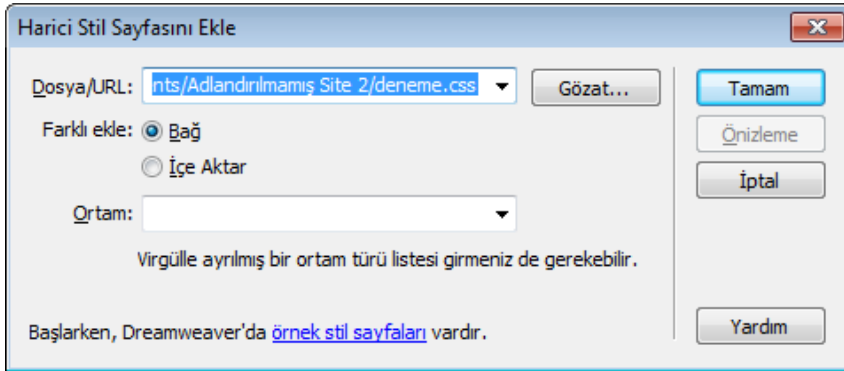 Harici Stil Sayfasını Ekle
Dosya/URL: nts/Adlandırılmamış Site 2/deneme.css Gözat... Tamam
Farklı ekle: Bağ Önizleme
İçe Aktar İptal
Ortam:
Virgülle ayrılmış bir ortam türü listesi girmeniz de gerekebilir.
Başlarken, Dreamweaver'da örnek stil sayfaları vardır. Yardım